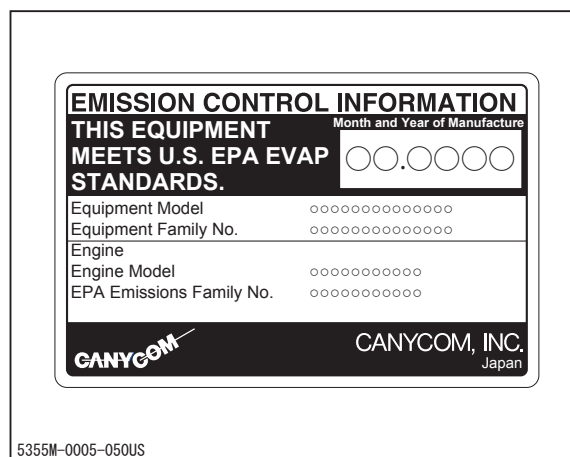 EMISSION CONTROL INFORMATION
THIS EQUIPMENT
MEETS U.S. EPA EVAP
STANDARDS.
Month and Year of Manufacture
○○.○○○○
Equipment Model ○○○○○○○○○○○○○○
Equipment Family No. ○○○○○○○○○○○○○○
Engine
Engine Model ○○○○○○○○○○○
EPA Emissions Family No. ○○○○○○○○○○○
CANYCOM
CANYCOM, INC.
Japan
5355M-0005-050US